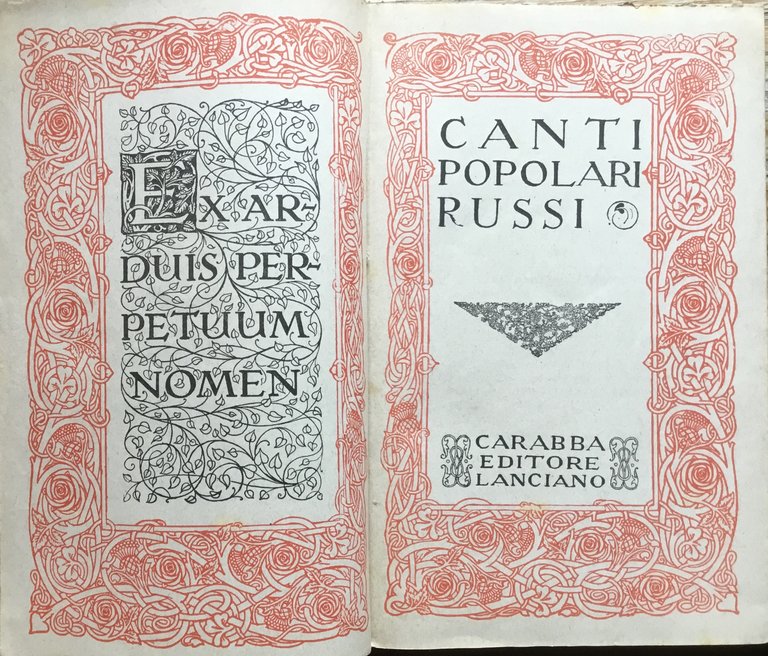 EX AR-
DUIS PER-
PETUUM
NOMEN
CANTI
POPOLARI
RUSSI
CARABBA
EDITORE
LANCIANO